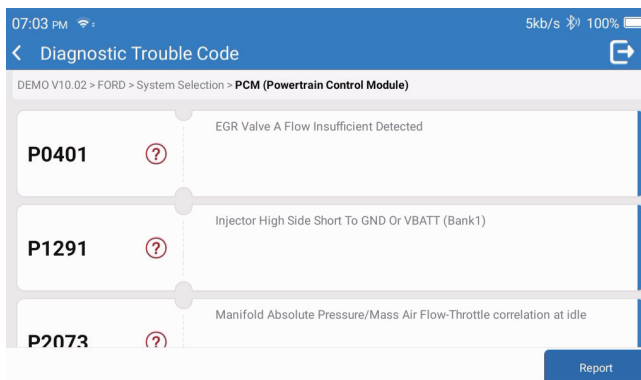 07:03 PM
5kb/s 100%
Diagnostic Trouble Code
DEMO V10.02 > FORD > System Selection > PCM (Powertrain Control Module)
EGR Valve A Flow Insufficient Detected
P0401 ?
Injector High Side Short To GND Or VBATT (Bank1)
P1291 ?
Manifold Absolute Pressure/Mass Air Flow-Throttle correlation at idle
P2073 ?
Report